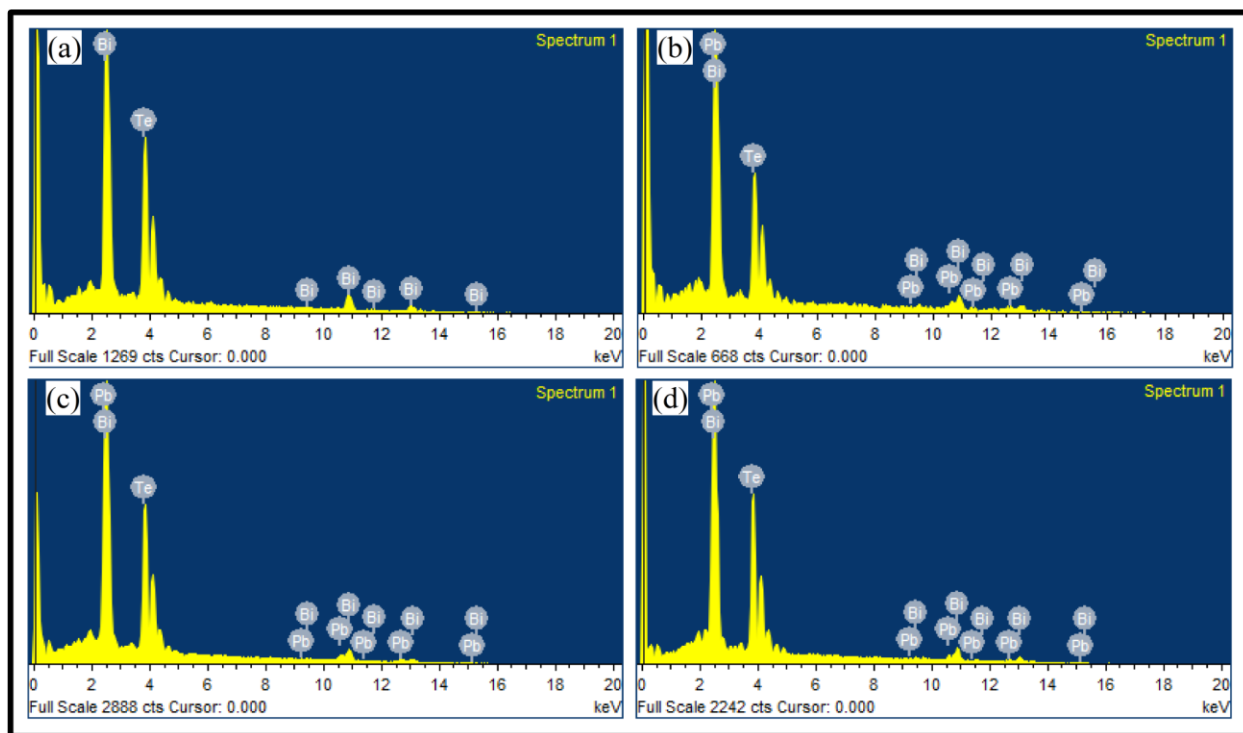 (a) Spectrum 1
Bi
Te
Bi Bi Bi Bi Bi
0 2 4 6 8 10 12 14 16 18 20
Full Scale 1269 cts Cursor: 0.000 keV
(b) Spectrum 1
Pb
Bi
Te
Bi Bi Bi Bi Bi
Pb Pb Pb Pb Pb
0 2 4 6 8 10 12 14 16 18 20
Full Scale 668 cts Cursor: 0.000 keV
(c) Spectrum 1
Pb
Bi
Te
Bi Bi Bi Bi Bi
Pb Pb Pb Pb Pb
0 2 4 6 8 10 12 14 16 18 20
Full Scale 2888 cts Cursor: 0.000 keV
(d) Spectrum 1
Pb
Bi
Te
Bi Bi Bi Bi Bi
Pb Pb Pb Pb Pb
0 2 4 6 8 10 12 14 16 18 20
Full Scale 2242 cts Cursor: 0.000 keV